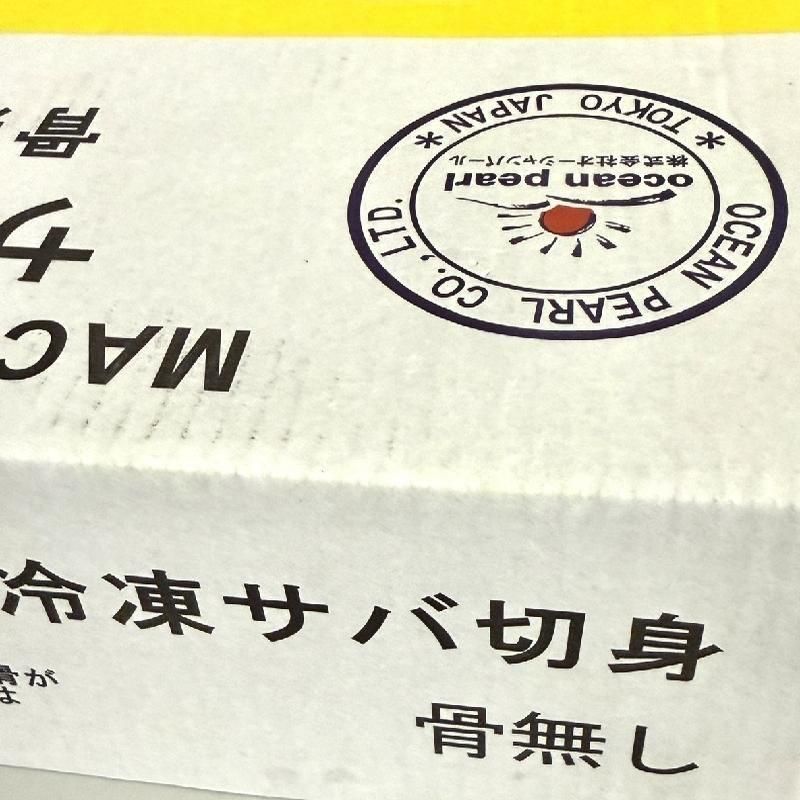 OCEAN PEARL CO., LTD.
* TOKYO JAPAN *
ocean pearl
株式会社オーシャンパール
骨
サ
MAC
冷凍サバ切身
骨無し
骨が
は